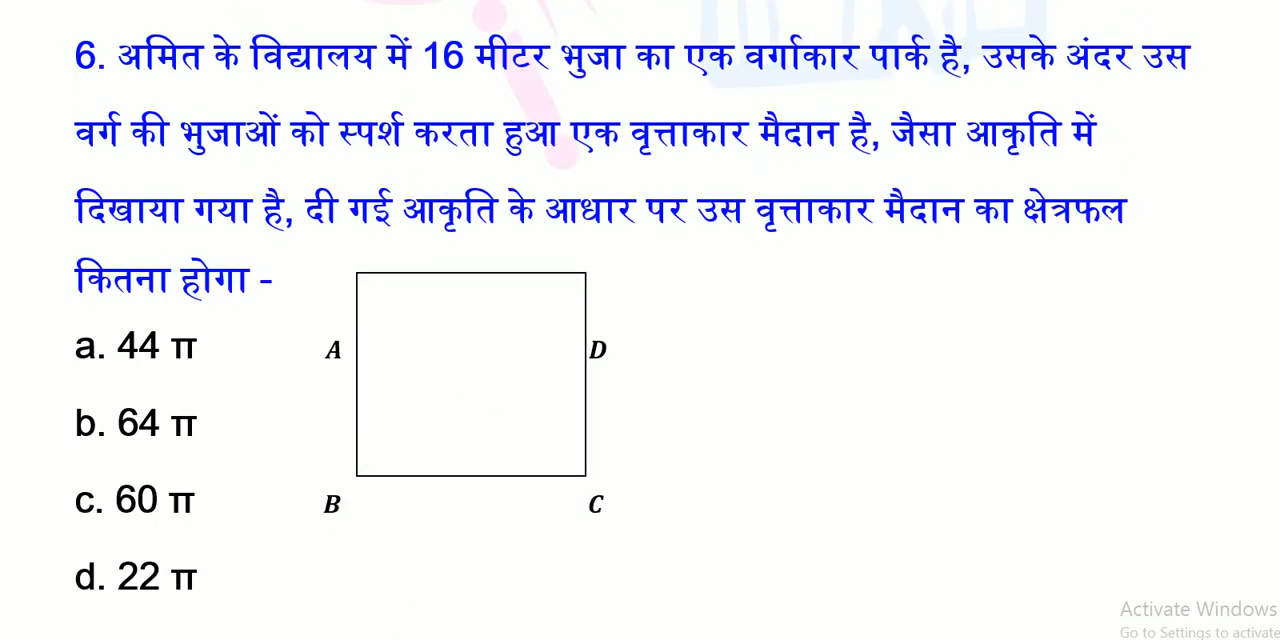 6. अमित के विद्यालय में 16 मीटर भुजा का एक वर्गाकार पार्क है, उसके अंदर उस
वर्ग की भुजाओं को स्पर्श करता हुआ एक वृत्ताकार मैदान है, जैसा आकृति में
दिखाया गया है, दी गई आकृति के आधार पर उस वृत्ताकार मैदान का क्षेत्रफल
कितना होगा -
a. 44 π
A
D
b. 64 π
c. 60 π
B
C
d. 22 π
Activate Windows
Go to Settings to activate